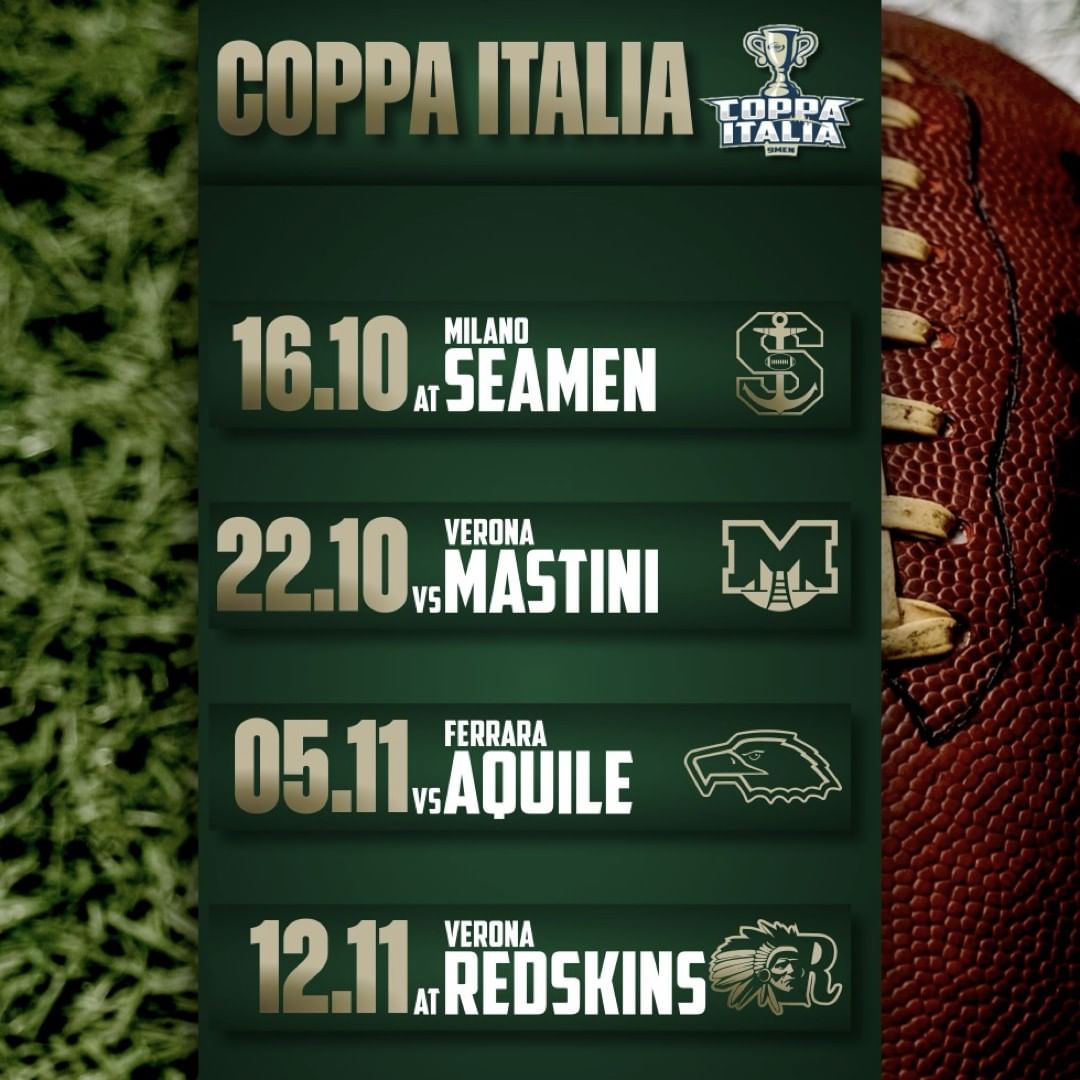 COPPA ITALIA
COPPA
ITALIA
9MEN
16.10 AT MILANO
SEAMEN
22.10 VS VERONA
MASTINI
05.11 VS FERRARA
AQUILE
12.11 AT VERONA
REDSKINS
R